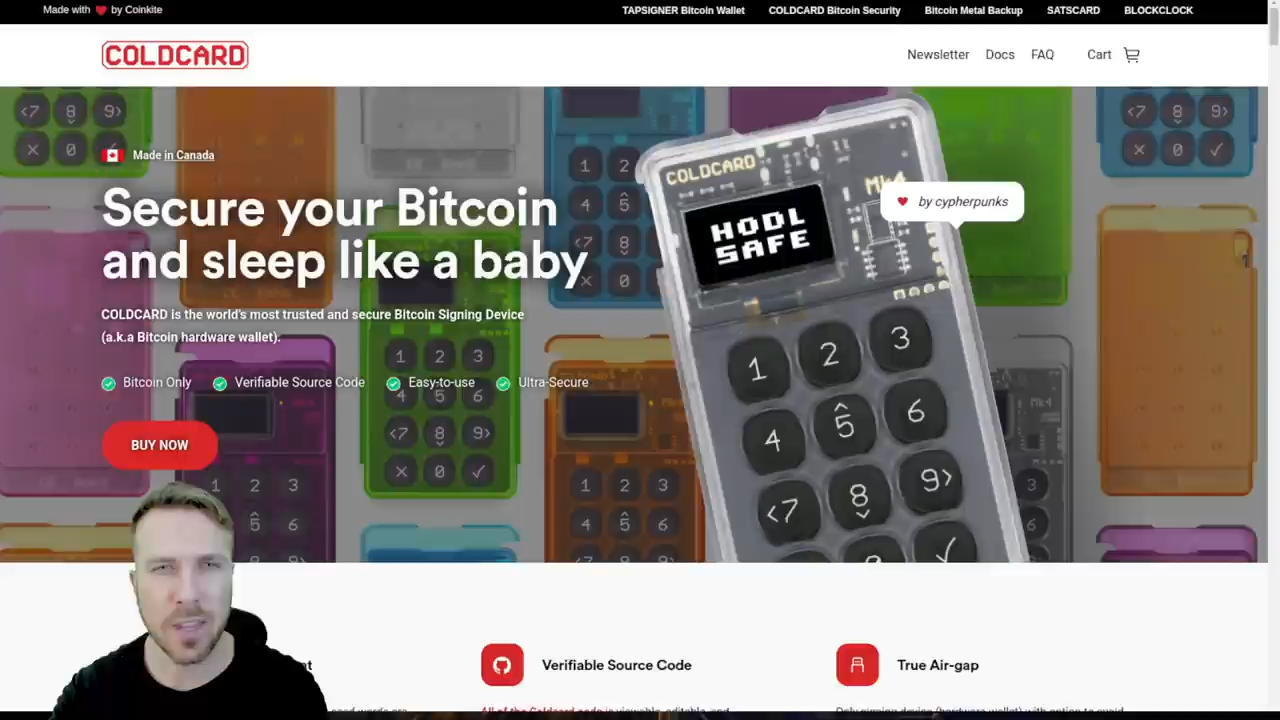 Made with ❤ by Coinkite
TAPSIGNER Bitcoin Wallet
COLDCARD Bitcoin Security
Bitcoin Metal Backup
SATSCARD
BLOCKCLOCK
COLDCARD
Newsletter
Docs
FAQ
Cart
Made in Canada
Secure your Bitcoin
and sleep like a baby
COLDCARD is the world's most trusted and secure Bitcoin Signing Device
(a.k.a Bitcoin hardware wallet).
Bitcoin Only
Verifiable Source Code
Easy-to-use
Ultra-Secure
BUY NOW
COLDCARD
Mk4
HODL
SAFE
❤ by cypherpunks
1 2 3
4 5 6
<7 8 9>
Verifiable Source Code
True Air-gap